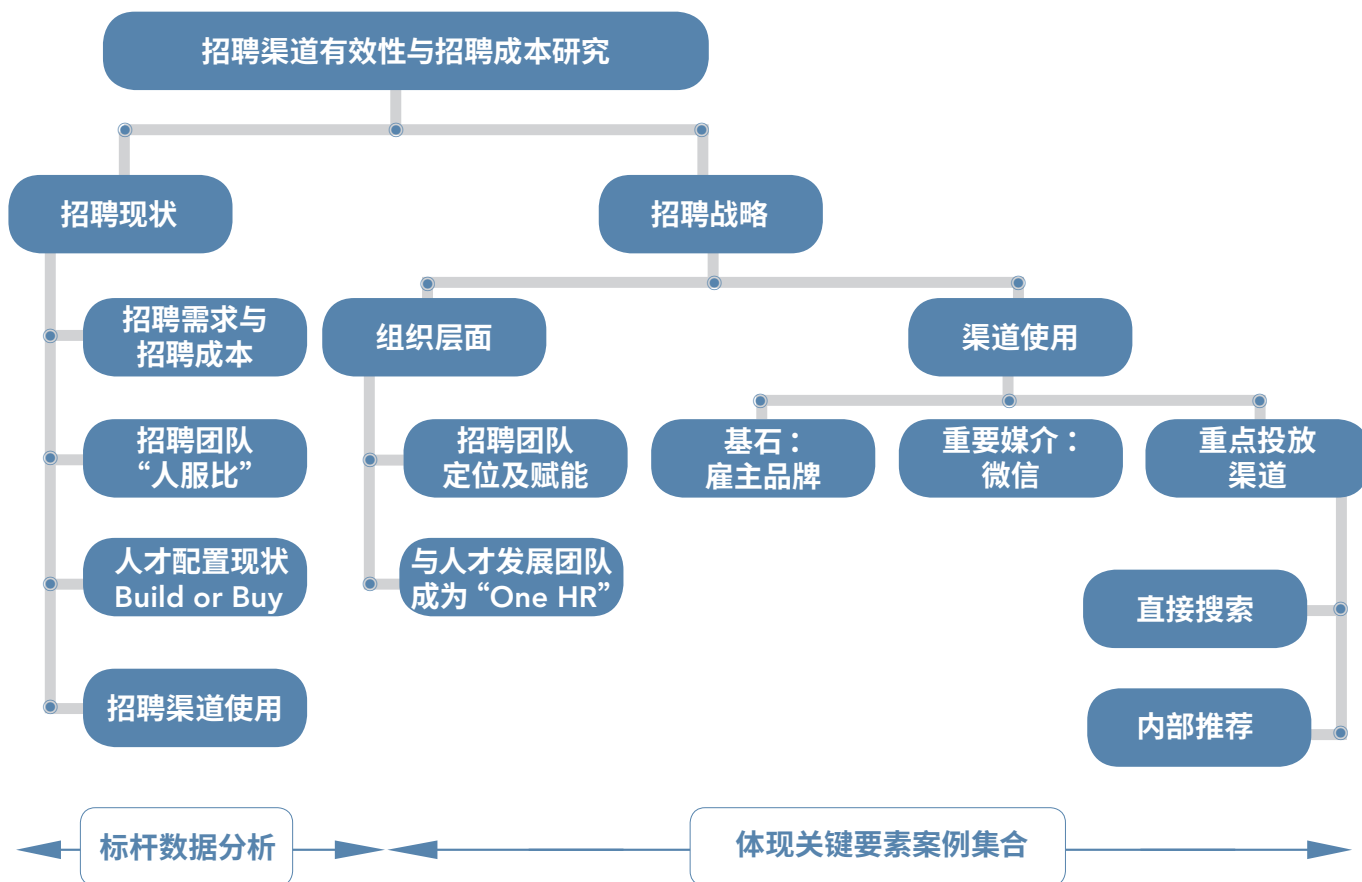 招聘渠道有效性与招聘成本研究
招聘现状
招聘战略
招聘需求与
招聘成本
组织层面
渠道使用
招聘团队
“人服比”
招聘团队
定位及赋能
基石：
雇主品牌
重要媒介：
微信
重点投放
渠道
人才配置现状
Build or Buy
与人才发展团队
成为 “One HR”
直接搜索
招聘渠道使用
内部推荐
标杆数据分析
体现关键要素案例集合